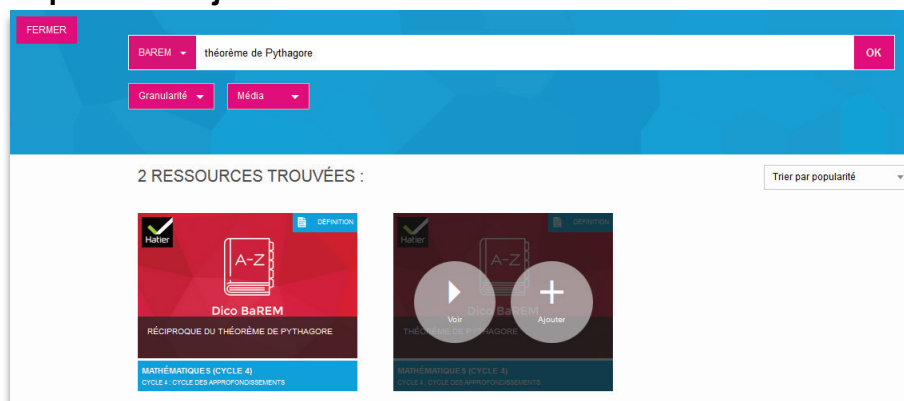 FERMER
BAREM
théorème de Pythagore
OK
Granularité
Média
2 RESSOURCES TROUVÉES :
Trier par popularité
Hatier
DEFINITION
A-Z
Dico BaREM
RÉCIPROQUE DU THÉORÈME DE PYTHAGORE
MATHÉMATIQUES (CYCLE 4)
CYCLE 4 : CYCLE DES APPROFONDISSEMENTS
Hatier
DEFINITION
A-Z
Voir
Dico BaREM
Ajouter
THÉORÈME DE PYTHAGORE
MATHÉMATIQUES (CYCLE 4)
CYCLE 4 : CYCLE DES APPROFONDISSEMENTS